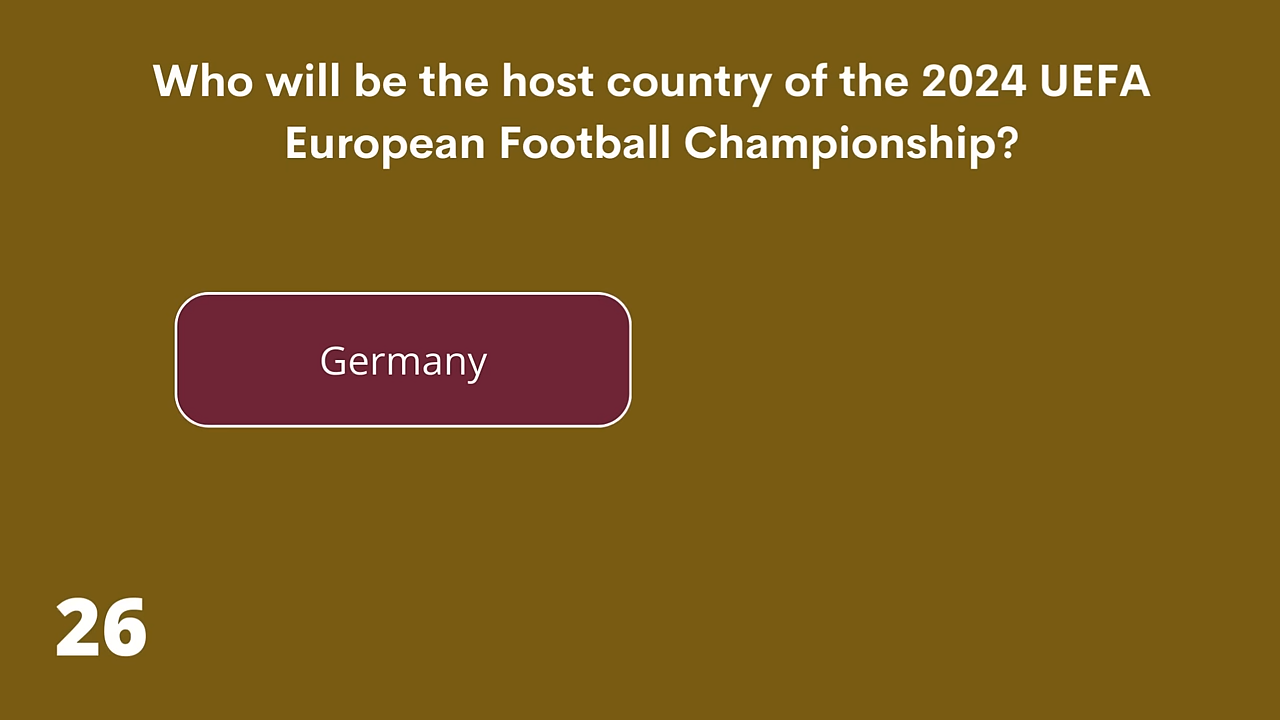 Who will be the host country of the 2024 UEFA
European Football Championship?
Germany
26